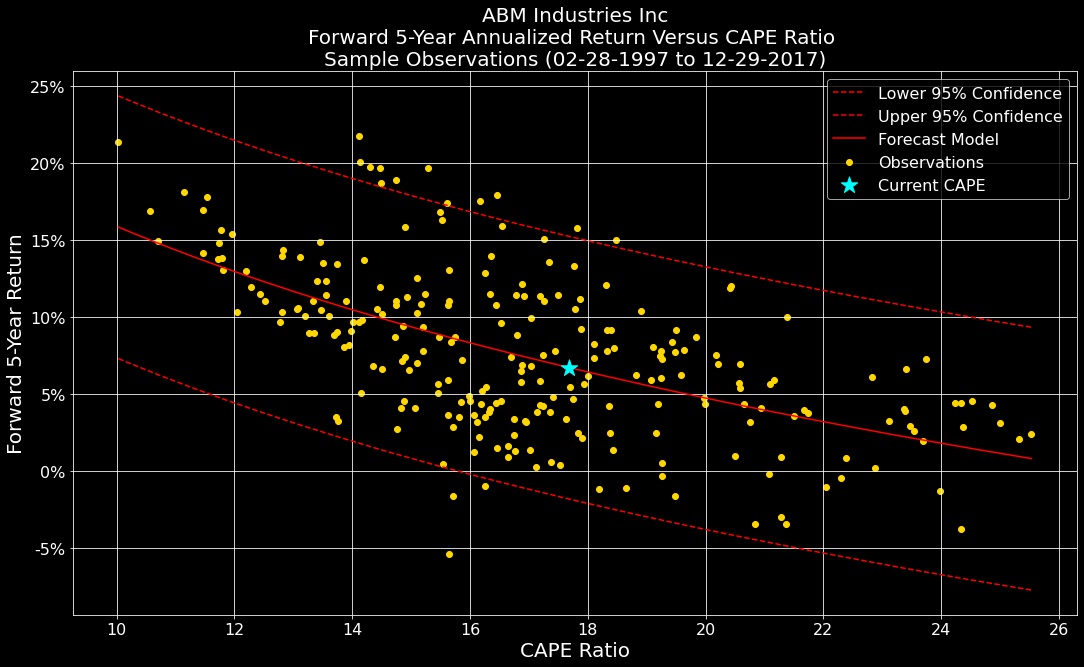 ABM Industries Inc
Forward 5-Year Annualized Return Versus CAPE Ratio
Sample Observations (02-28-1997 to 12-29-2017)
Lower 95% Confidence
Upper 95% Confidence
Forecast Model
Observations
Current CAPE
Forward 5-Year Return
25%
20%
15%
10%
5%
0%
-5%
10 12 14 16 18 20 22 24 26
CAPE Ratio